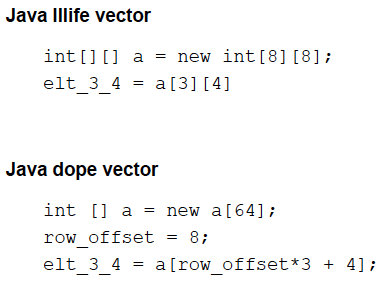 Java Illife vector
int[][] a = new int[8][8];
elt_3_4 = a[3][4]
Java dope vector
int [] a = new a[64];
row_offset = 8;
elt_3_4 = a[row_offset*3 + 4];